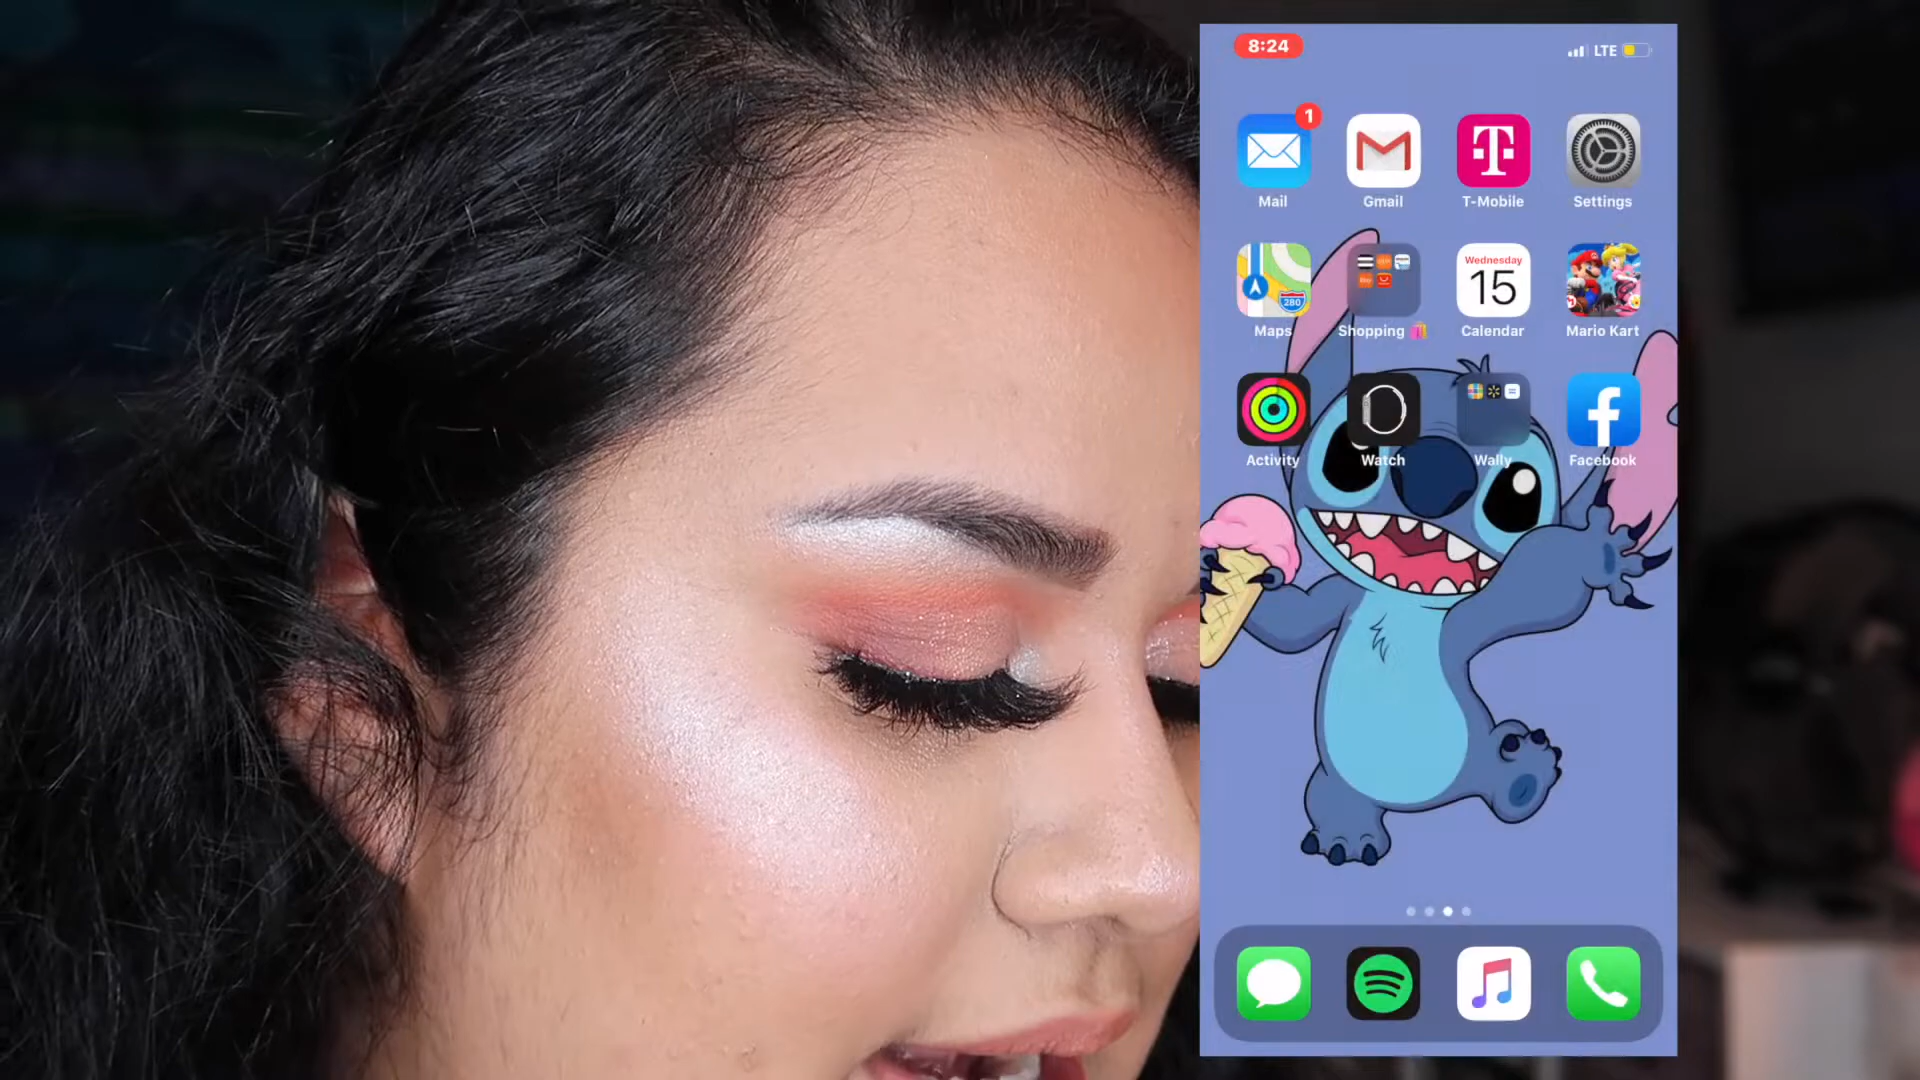 8:24 LTE
1
Mail Gmail T-Mobile Settings
280
Wednesday
15
Maps Shopping 🛍️ Calendar Mario Kart
Activity Watch Wally Facebook